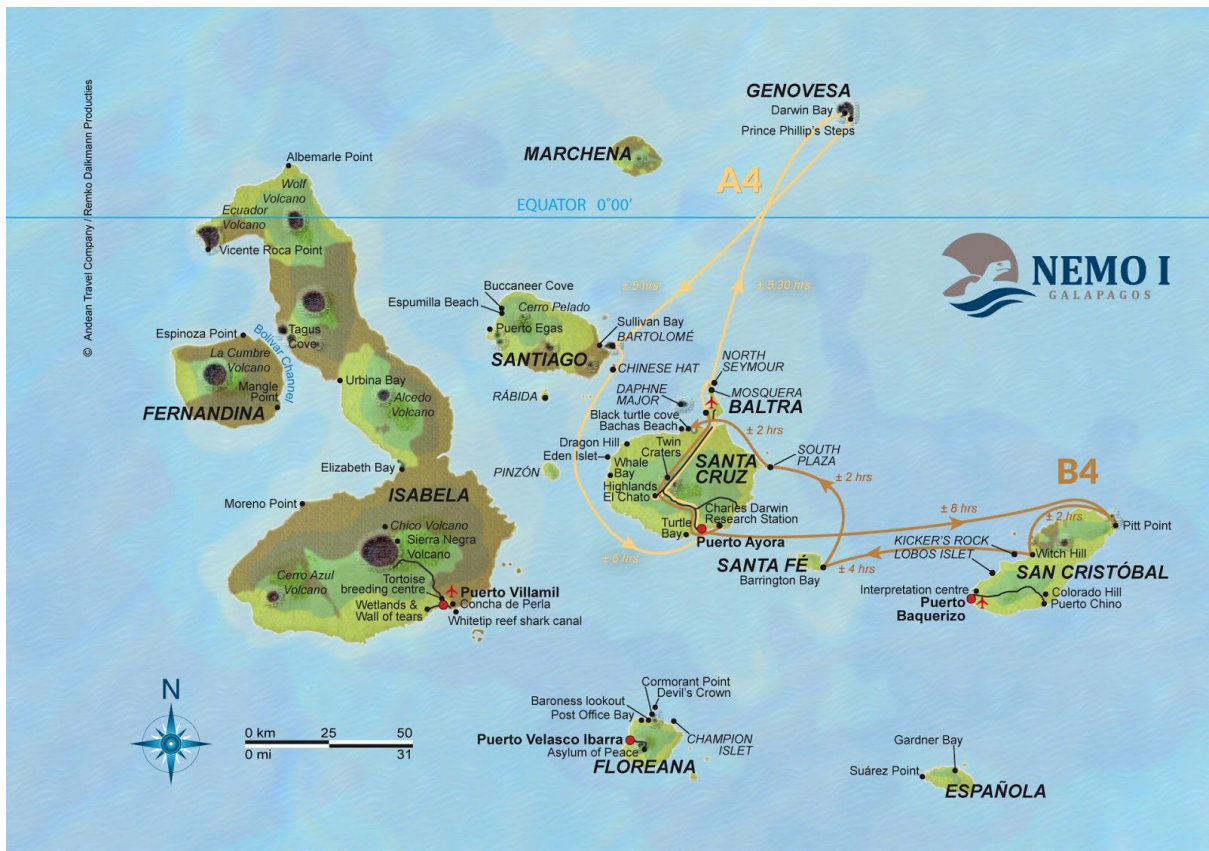 © Andean Travel Company / Remko Dalkmann Producties
GENOVESA
Darwin Bay
Prince Phillip's Steps
MARCHENA
A4
EQUATOR 0°00'
NEMO I
GALAPAGOS
Albemarle Point
Wolf
Volcano
Ecuador
Volcano
Vicente Roca Point
Espinoza Point
Bolivar Channel
Tagus
Cove
La Cumbre
Volcano
Mangle
Point
FERNANDINA
Urbina Bay
Alcedo
Volcano
Elizabeth Bay
ISABELA
Moreno Point
Chico Volcano
Sierra Negra
Volcano
Cerro Azul
Volcano
Tortoise
breeding centre
Puerto Villamil
Wetlands &
Wall of tears
Concha de Perla
Whitetip reef shark canal
Buccaneer Cove
Espumilla Beach
Cerro Pelado
Puerto Egas
SANTIAGO
Sullivan Bay
BARTOLOMÉ
CHINESE HAT
RÁBIDA
PINZÓN
± 5:30 hrs
NORTH
SEYMOUR
MOSQUERA
DAPHNE
MAJOR
BALTRA
Black turtle cove
Bachas Beach
± 2 hrs
Dragon Hill
Eden Islet
Twin
Craters
Whale
Bay
SANTA
CRUZ
SOUTH
PLAZA
± 2 hrs
Highlands
El Chato
Charles Darwin
Research Station
Turtle
Bay
Puerto Ayora
± 6 hrs
SANTA FÉ
Barrington Bay
± 4 hrs
B4
± 8 hrs
± 2 hrs
Pitt Point
KICKER'S ROCK
LOBOS ISLET
Witch Hill
SAN CRISTÓBAL
Interpretation centre
Puerto
Baquerizo
Colorado Hill
Puerto Chino
N
0 km 25 50
0 mi 31
Cormorant Point
Devil's Crown
Baroness lookout
Post Office Bay
Puerto Velasco Ibarra
Asylum of Peace
CHAMPION
ISLET
FLOREANA
Gardner Bay
Suárez Point
ESPAÑOLA